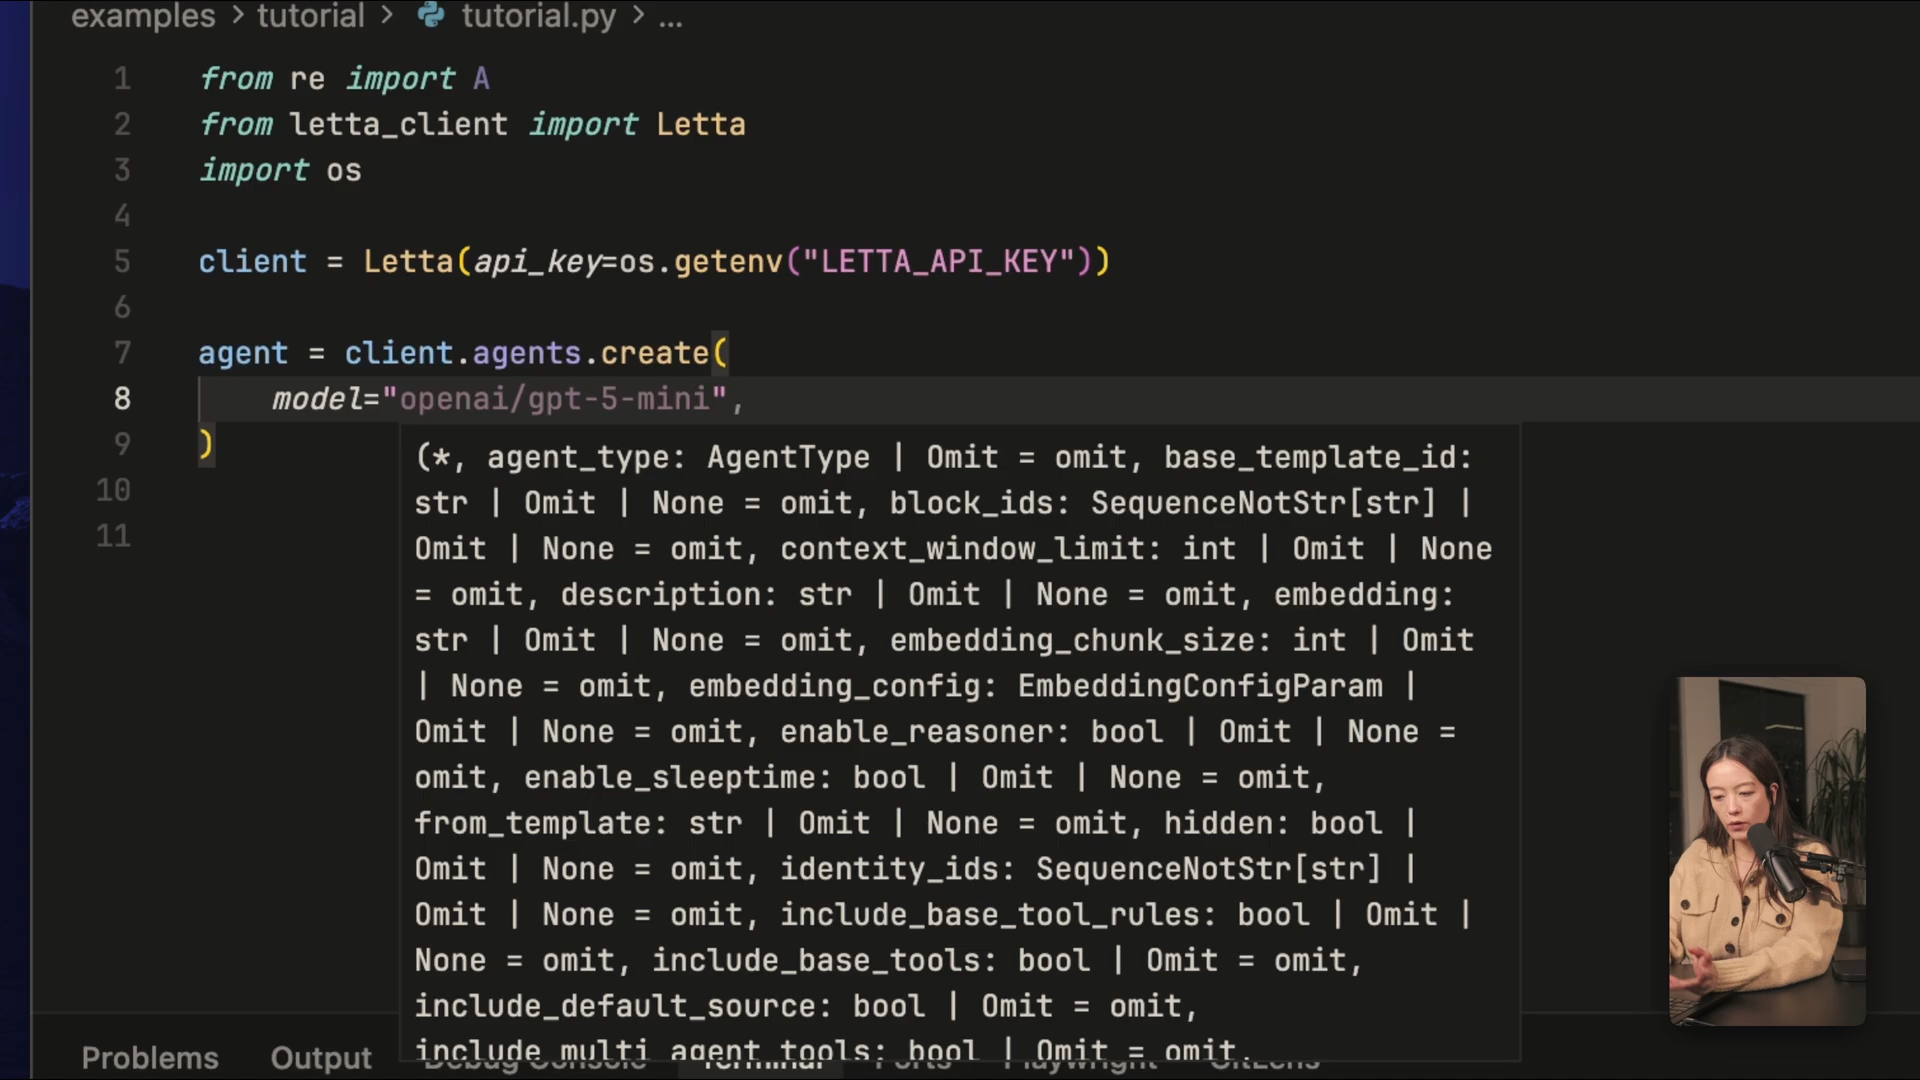 examples > tutorial > tutorial.py > ...
1 from re import A
2 from letta_client import Letta
3 import os
4
5 client = Letta(api_key=os.getenv("LETTA_API_KEY"))
6
7 agent = client.agents.create(
8 model="openai/gpt-5-mini",
9 )
10
11
(*, agent_type: AgentType | Omit = omit, base_template_id:
str | Omit | None = omit, block_ids: SequenceNotStr[str] |
Omit | None = omit, context_window_limit: int | Omit | None
= omit, description: str | Omit | None = omit, embedding:
str | Omit | None = omit, embedding_chunk_size: int | Omit
| None = omit, embedding_config: EmbeddingConfigParam |
Omit | None = omit, enable_reasoner: bool | Omit | None =
omit, enable_sleeptime: bool | Omit | None = omit,
from_template: str | Omit | None = omit, hidden: bool |
Omit | None = omit, identity_ids: SequenceNotStr[str] |
Omit | None = omit, include_base_tool_rules: bool | Omit |
None = omit, include_base_tools: bool | Omit = omit,
include_default_source: bool | Omit = omit,
include_multi_agent_tools: bool | Omit = omit,
Problems Output Debug Console Terminal Ports Playwright GitLens